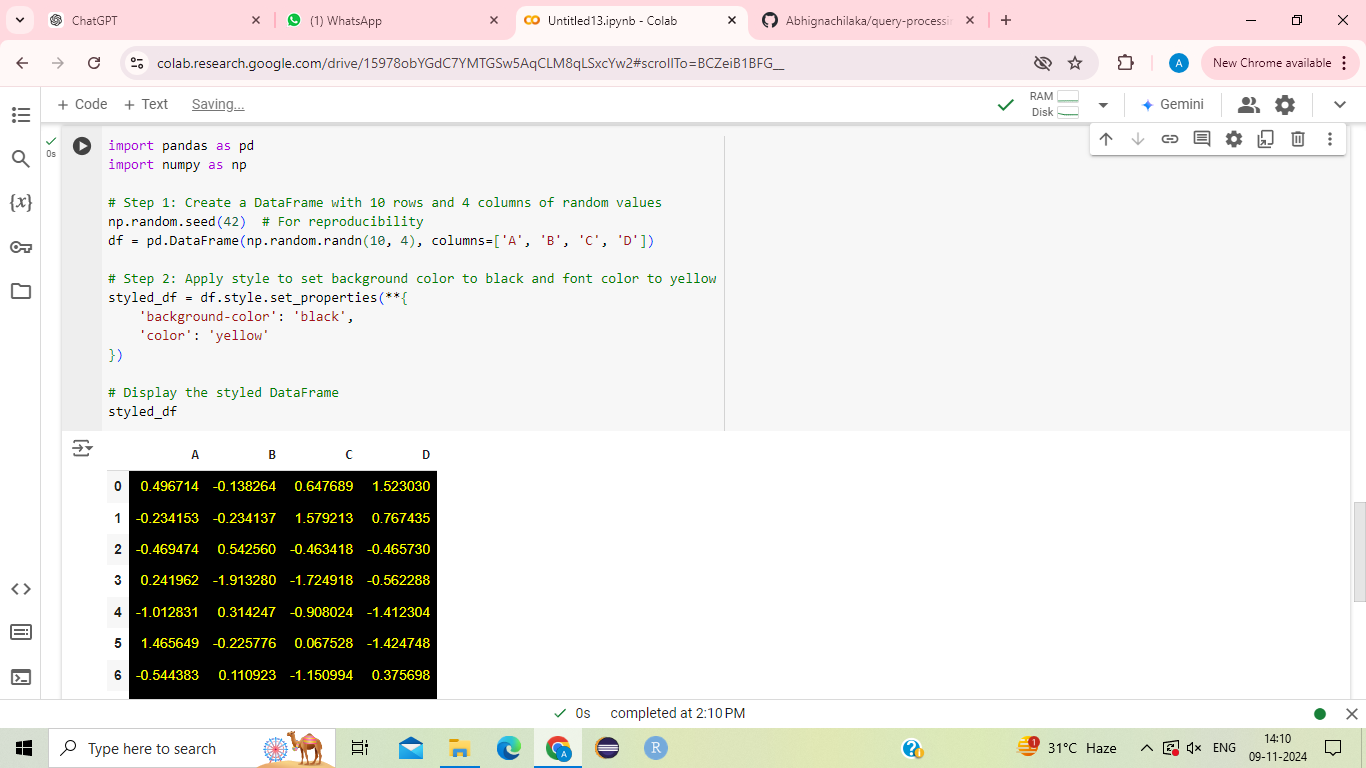 ChatGPT
(1) WhatsApp
Untitled13.ipynb - Colab
Abhignachilaka/query-processi
colab.research.google.com/drive/15978obYGdC7YMTGSw5AqCLM8qLSxcYw2#scrollTo=BCZeiB1BFG__
A
New Chrome available
+ Code + Text Saving...
RAM
Disk
Gemini
0s
import pandas as pd
import numpy as np
# Step 1: Create a DataFrame with 10 rows and 4 columns of random values
np.random.seed(42)  # For reproducibility
df = pd.DataFrame(np.random.randn(10, 4), columns=['A', 'B', 'C', 'D'])
# Step 2: Apply style to set background color to black and font color to yellow
styled_df = df.style.set_properties(**{
    'background-color': 'black',
    'color': 'yellow'
})
# Display the styled DataFrame
styled_df
A B C D
0 0.496714 -0.138264 0.647689 1.523030
1 -0.234153 -0.234137 1.579213 0.767435
2 -0.469474 0.542560 -0.463418 -0.465730
3 0.241962 -1.913280 -1.724918 -0.562288
4 -1.012831 0.314247 -0.908024 -1.412304
5 1.465649 -0.225776 0.067528 -1.424748
6 -0.544383 0.110923 -1.150994 0.375698
0s completed at 2:10 PM
Type here to search
A
R
1
31°C Haze
ENG
14:10
09-11-2024